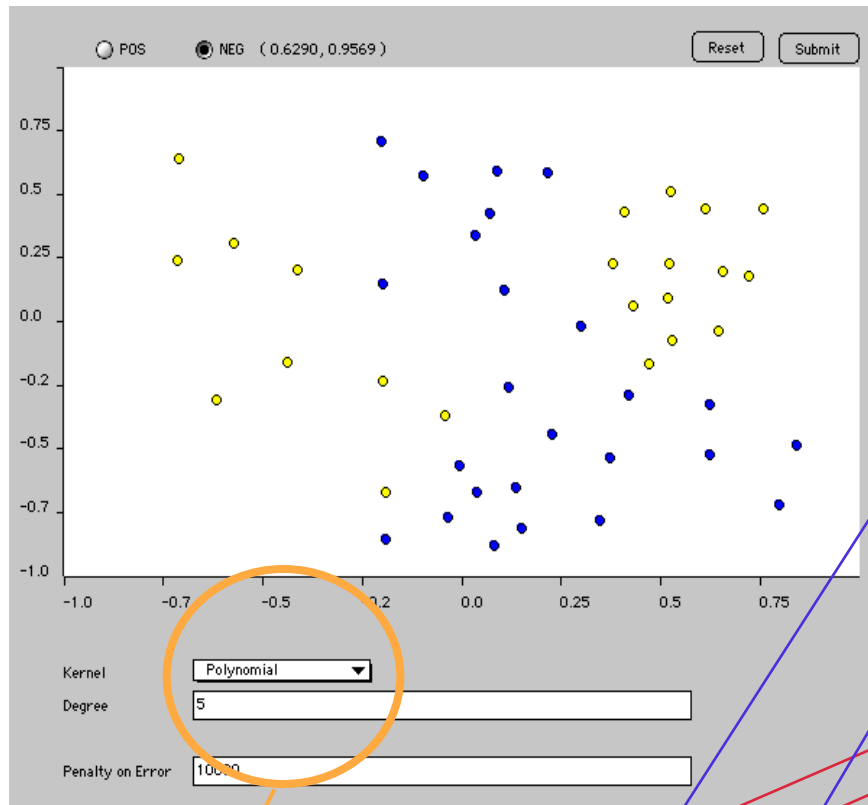 POS NEG ( 0.6290, 0.9569 ) Reset Submit
0.75
0.5
0.25
0.0
-0.2
-0.5
-0.7
-1.0
-1.0 -0.7 -0.5 -0.2 0.0 0.25 0.5 0.75
Kernel Polynomial
Degree 5
Penalty on Error 10000